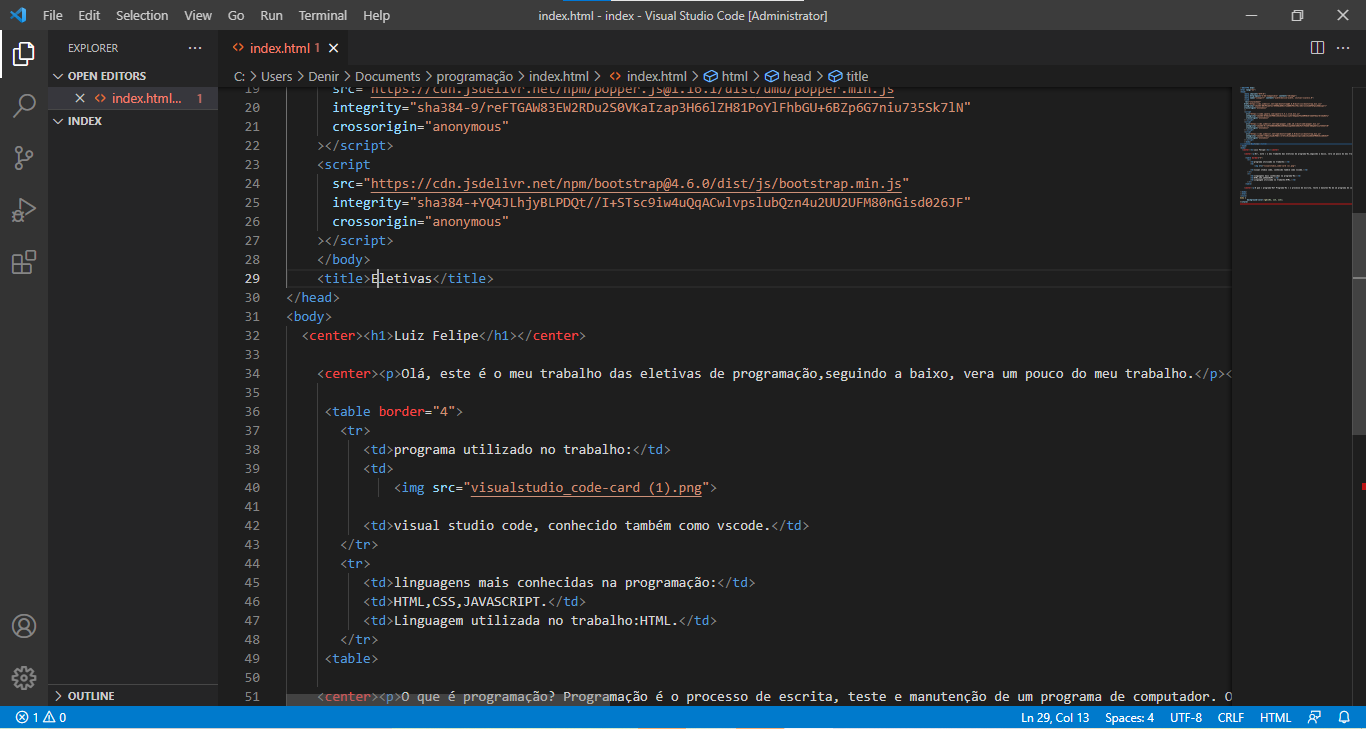 File Edit Selection View Go Run Terminal Help index.html - index - Visual Studio Code [Administrator]
EXPLORER
OPEN EDITORS
index.html... 1
INDEX
OUTLINE
index.html 1
C: > Users > Denir > Documents > programação > index.html > index.html > html > head > title
19 src="https://cdn.jsdelivr.net/npm/popper.js@1.16.1/dist/umd/popper.min.js
20 integrity="sha384-9/reFTGAW83EW2RDu2S0VKaIzap3H66lZH81PoYlFhbGU+6BZp6G7niu735Sk7lN"
21 crossorigin="anonymous"
22 ></script>
23 <script
24 src="https://cdn.jsdelivr.net/npm/bootstrap@4.6.0/dist/js/bootstrap.min.js"
25 integrity="sha384-+YQ4JLhjyBLPDQt//I+STsc9iw4uQqACwlvpslubQzn4u2UU2UFM80nGisd026JF"
26 crossorigin="anonymous"
27 ></script>
28 </body>
29 <title>Eletivas</title>
30 </head>
31 <body>
32 <center><h1>Luiz Felipe</h1></center>
33
34 <center><p>Olá, este é o meu trabalho das eletivas de programação,seguindo a baixo, vera um pouco do meu trabalho.</p><
35
36 <table border="4">
37 <tr>
38 <td>programa utilizado no trabalho:</td>
39 <td>
40 <img src="visualstudio_code-card (1).png">
41
42 <td>visual studio code, conhecido também como vscode.</td>
43 </tr>
44 <tr>
45 <td>linguagens mais conhecidas na programação:</td>
46 <td>HTML,CSS,JAVASCRIPT.</td>
47 <td>Linguagem utilizada no trabalho:HTML.</td>
48 </tr>
49 <table>
50
51 <center><p>O que é programação? Programação é o processo de escrita, teste e manutenção de um programa de computador. O
1 0 Ln 29, Col 13 Spaces: 4 UTF-8 CRLF HTML